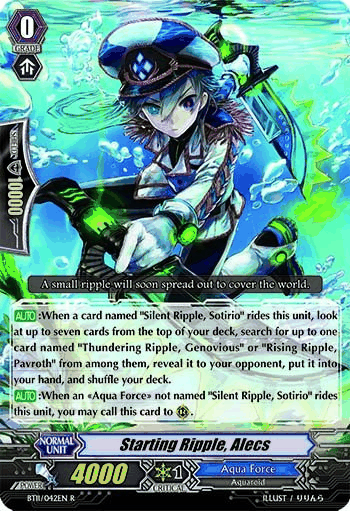 0
GRADE
SHIELD
10000
A small ripple will soon spread out to cover the world.
AUTO :When a card named "Silent Ripple, Sotirio" rides this unit, look
at up to seven cards from the top of your deck, search for up to one
card named "Thundering Ripple, Genovious" or "Rising Ripple,
Pavroth" from among them, reveal it to your opponent, put it into
your hand, and shuffle your deck.
AUTO :When an «Aqua Force» not named "Silent Ripple, Sotirio" rides
this unit, you may call this card to R.
NORMAL
UNIT
Starting Ripple, Alecs
POWER
4000
1
CRITICAL
Aqua Force
Aquaroid
BT11/042EN R
ILLUST /